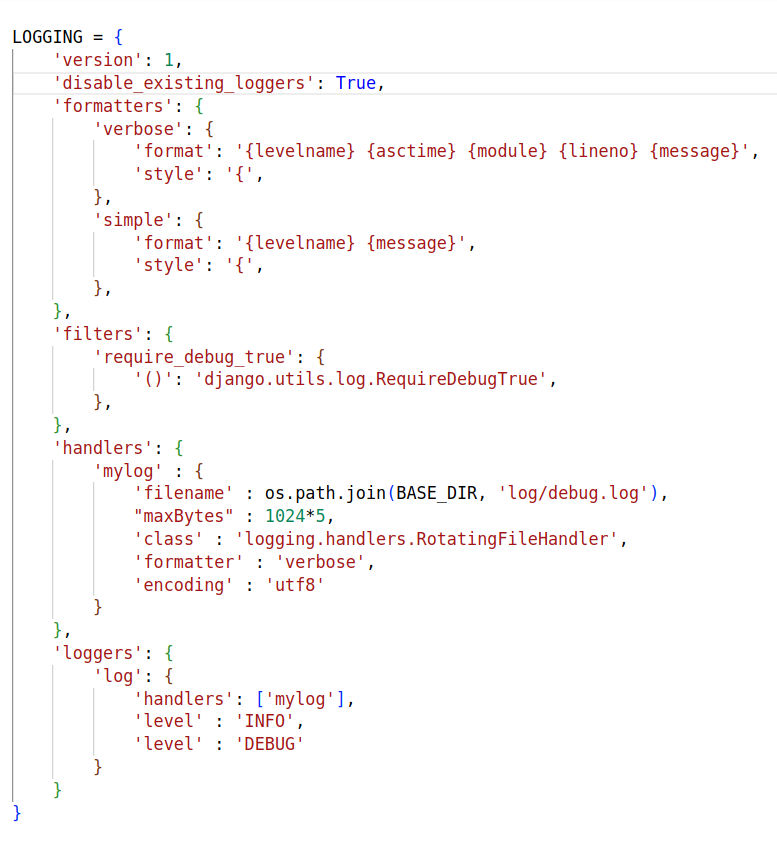 LOGGING = {
    'version': 1,
    'disable_existing_loggers': True,
    'formatters': {
        'verbose': {
            'format': '{levelname} {asctime} {module} {lineno} {message}',
            'style': '{',
        },
        'simple': {
            'format': '{levelname} {message}',
            'style': '{',
        },
    },
    'filters': {
        'require_debug_true': {
            '()': 'django.utils.log.RequireDebugTrue',
        },
    },
    'handlers': {
        'mylog' : {
            'filename' : os.path.join(BASE_DIR, 'log/debug.log'),
            "maxBytes" : 1024*5,
            'class' : 'logging.handlers.RotatingFileHandler',
            'formatter' : 'verbose',
            'encoding' : 'utf8'
        }
    },
    'loggers': {
        'log': {
            'handlers': ['mylog'],
            'level' : 'INFO',
            'level' : 'DEBUG'
        }
    }
}